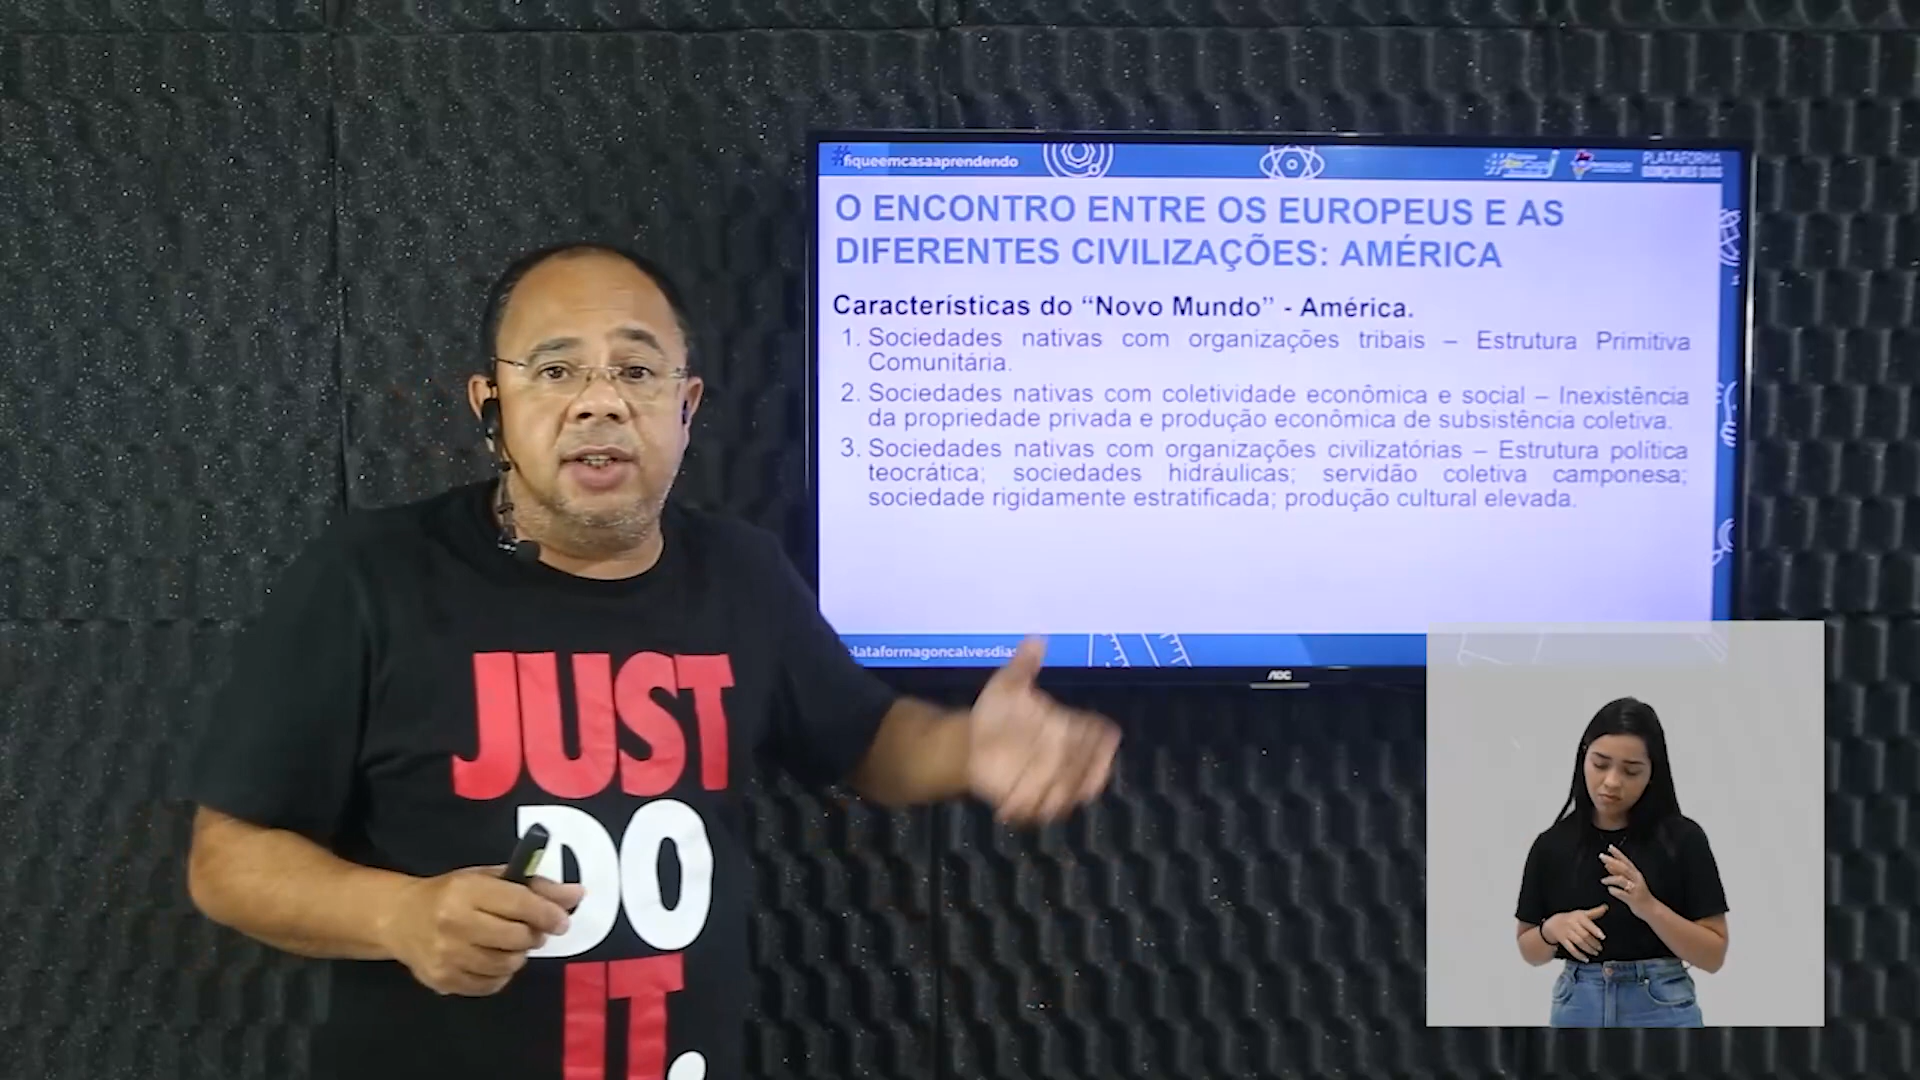 #fiqueemcasaaprendendo
PLATAFORMA
GONÇALVES DIAS
O ENCONTRO ENTRE OS EUROPEUS E AS
DIFERENTES CIVILIZAÇÕES: AMÉRICA
Características do “Novo Mundo” - América.
1. Sociedades nativas com organizações tribais – Estrutura Primitiva
Comunitária.
2. Sociedades nativas com coletividade econômica e social – Inexistência
da propriedade privada e produção econômica de subsistência coletiva.
3. Sociedades nativas com organizações civilizatórias – Estrutura política
teocrática; sociedades hidráulicas; servidão coletiva camponesa;
sociedade rigidamente estratificada; produção cultural elevada.
plataformagoncalvesdias
AOC
JUST
DO
IT.